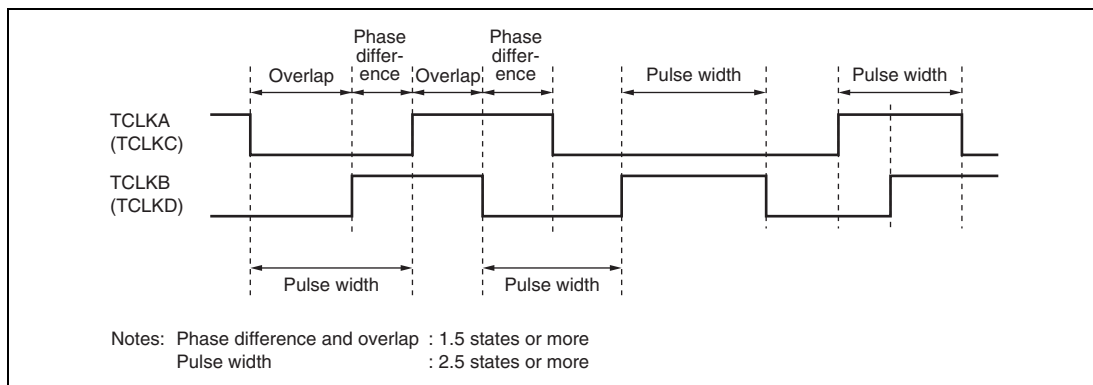 Phase
differ-
ence
Phase
differ-
ence
Overlap
Overlap
Pulse width
Pulse width
TCLKA
(TCLKC)
TCLKB
(TCLKD)
Pulse width
Pulse width
Notes: Phase difference and overlap : 1.5 states or more
Pulse width : 2.5 states or more